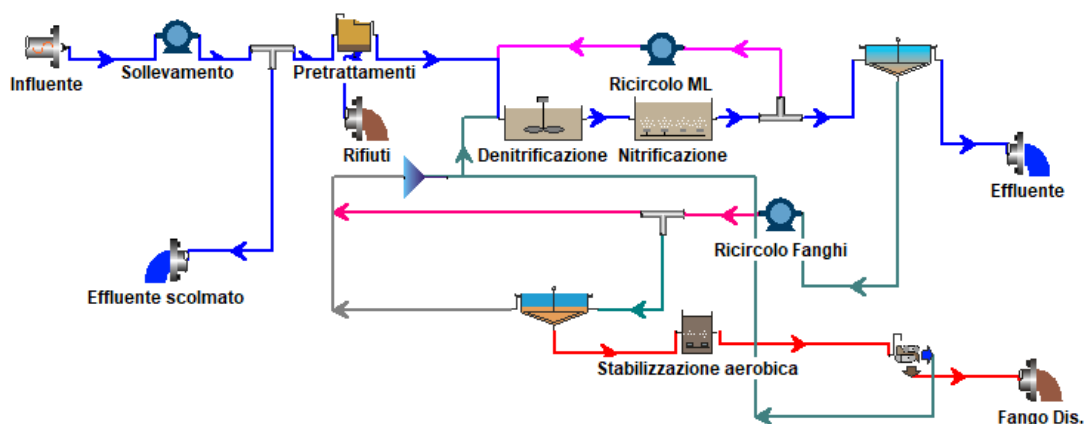 Influente
Sollevamento
Pretrattamenti
Ricircolo ML
Rifiuti
Denitrificazione
Nitrificazione
Effluente
Ricircolo Fanghi
Effluente scolmato
Stabilizzazione aerobica
Fango Dis.